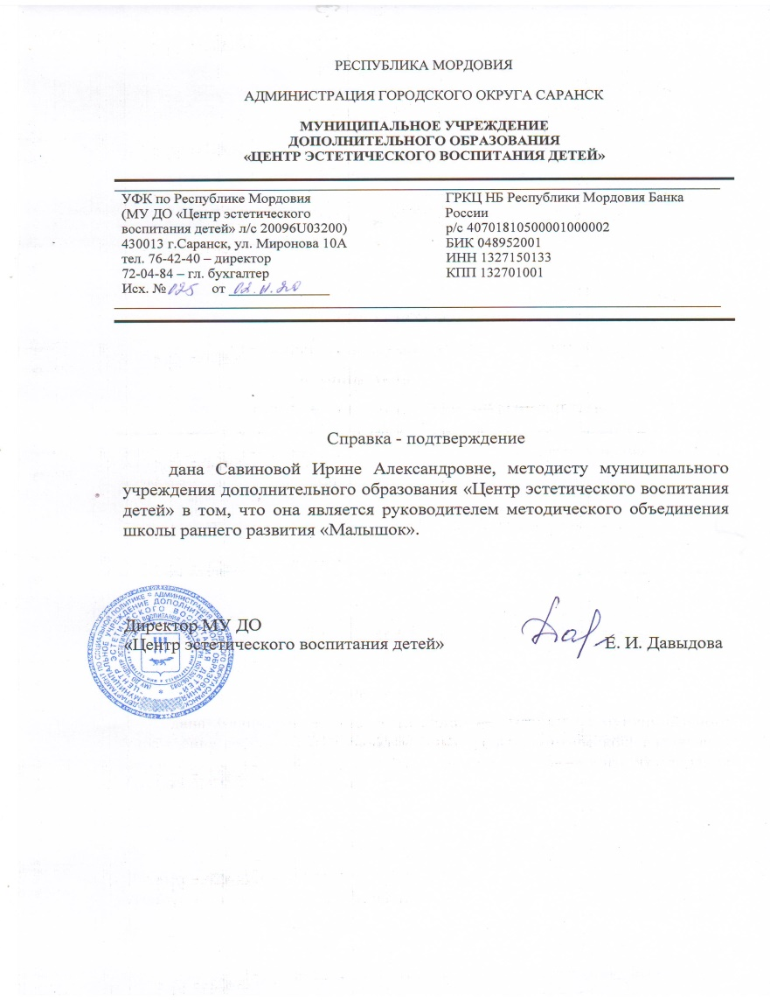 РЕСПУБЛИКА МОРДОВИЯ
АДМИНИСТРАЦИЯ ГОРОДСКОГО ОКРУГА САРАНСК
МУНИЦИПАЛЬНОЕ УЧРЕЖДЕНИЕ
ДОПОЛНИТЕЛЬНОГО ОБРАЗОВАНИЯ
«ЦЕНТР ЭСТЕТИЧЕСКОГО ВОСПИТАНИЯ ДЕТЕЙ»
УФК по Республике Мордовия
(МУ ДО «Центр эстетического
воспитания детей» л/с 20096U03200)
430013 г.Саранск, ул. Миронова 10А
тел. 76-42-40 – директор
72-04-84 – гл. бухгалтер
Исх. № 125 от 02.11.20
ГРКЦ НБ Республики Мордовия Банка
России
р/с 40701810500001000002
БИК 048952001
ИНН 1327150133
КПП 132701001
Справка - подтверждение
дана Савиновой Ирине Александровне, методисту муниципального
учреждения дополнительного образования «Центр эстетического воспитания
детей» в том, что она является руководителем методического объединения
школы раннего развития «Малышок».
Директор МУ ДО
«Центр эстетического воспитания детей»
Е. И. Давыдова